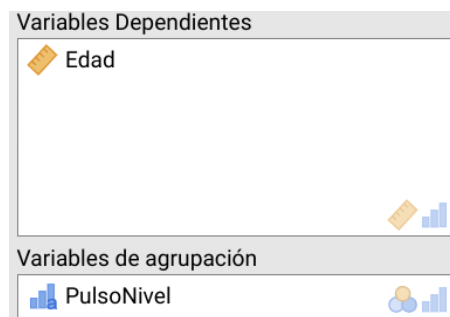 Variables Dependientes
Edad
Variables de agrupación
PulsoNivel